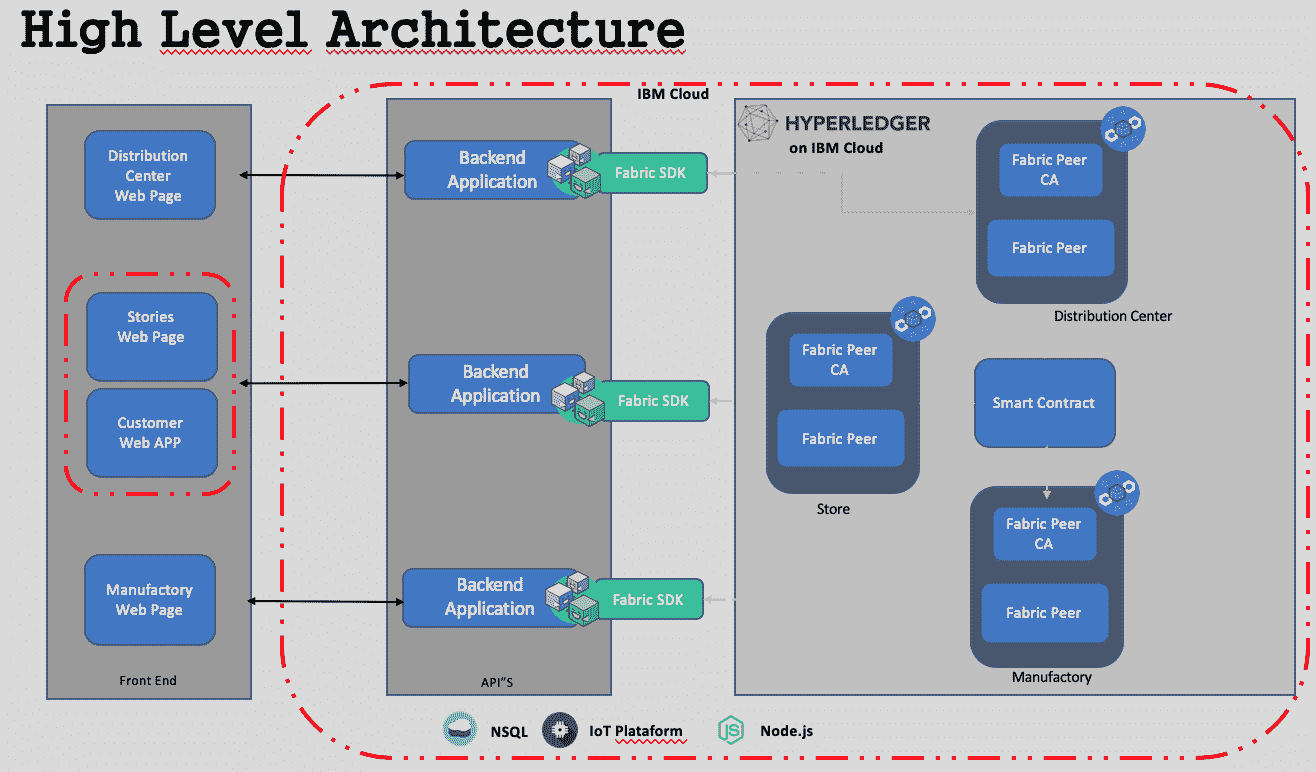 High Level Architecture
IBM Cloud
Distribution
Center
Web Page
Stories
Web Page
Customer
Web APP
Manufactory
Web Page
Front End
Backend
Application
Fabric SDK
Backend
Application
Fabric SDK
Backend
Application
Fabric SDK
API"S
HYPERLEDGER
on IBM Cloud
Fabric Peer
CA
Fabric Peer
Distribution Center
Fabric Peer
CA
Fabric Peer
Store
Smart Contract
Fabric Peer
CA
Fabric Peer
Manufactory
NSQL
IoT Plataform
JS
Node.js